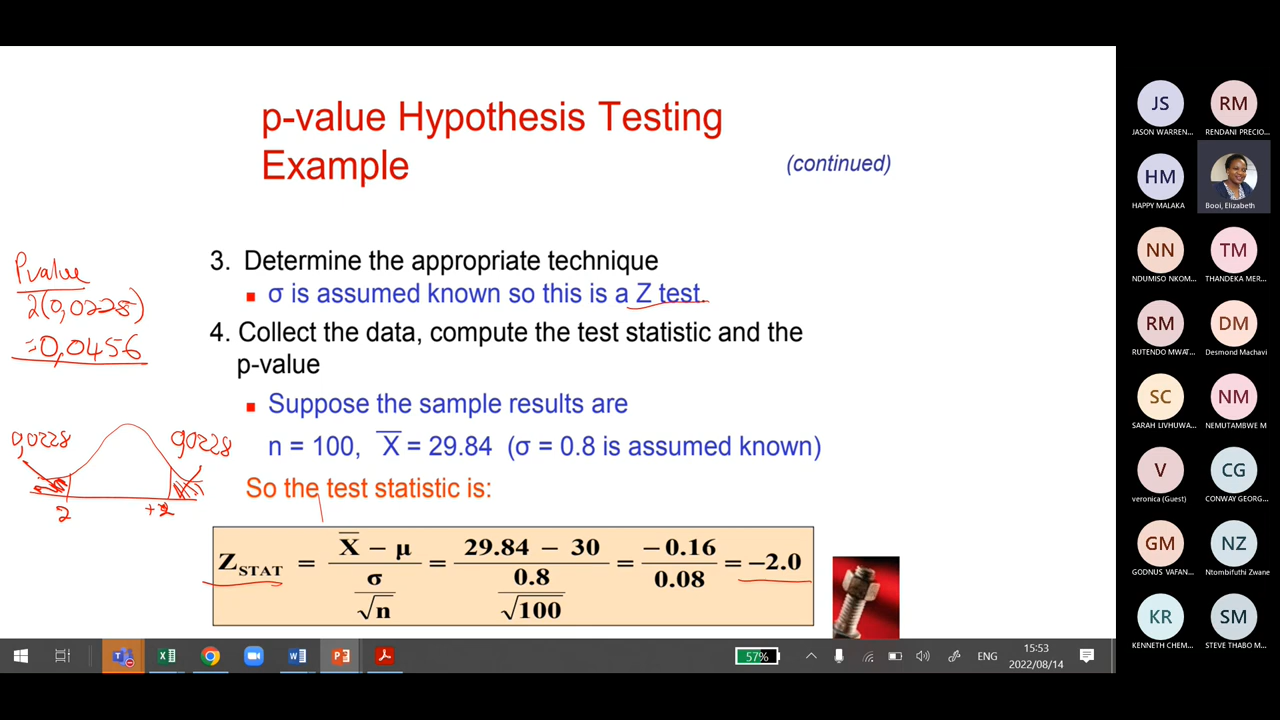 p-value Hypothesis Testing
Example
(continued)
3. Determine the appropriate technique
σ is assumed known so this is a Z test.
4. Collect the data, compute the test statistic and the
p-value
Suppose the sample results are
n = 100, X̅ = 29.84 (σ = 0.8 is assumed known)
So the test statistic is:
Z_STAT = (X̅ − μ) / (σ / √n) = (29.84 − 30) / (0.8 / √100) = −0.16 / 0.08 = −2.0
Pvalue
2(0,0228)
=0,0456
0,0228
0,0228
2
+2
JS
JASON WARREN...
RM
RENDANI PRECIO...
HM
HAPPY MALAKA
Booi, Elizabeth
NN
NDUMISO NKOM...
TM
THANDEKA MER...
RM
RUTENDO MWAT...
DM
Desmond Machavi
SC
SARAH LIVHUWA...
NM
NEMUTAMBWE M
V
veronica (Guest)
CG
CONWAY GEORG...
GM
GODNUS VAFAN...
NZ
Ntombifuthi Zwane
KR
KENNETH CHEM...
SM
STEVE THABO M...
57%
ENG
15:53
2022/08/14